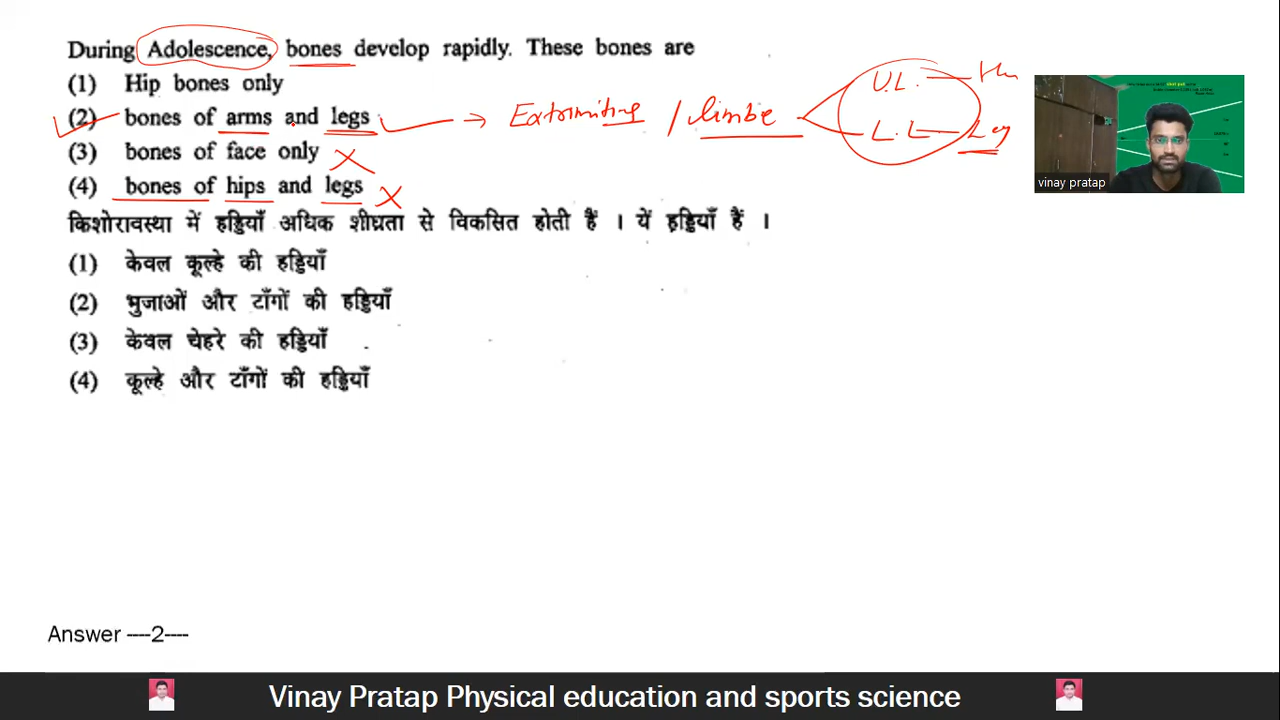 During Adolescence, bones develop rapidly. These bones are
(1) Hip bones only
(2) bones of arms and legs → Extrimiting / limbe
U.L.
L.L Leg
(3) bones of face only
(4) bones of hips and legs
किशोरावस्था में हड्डियाँ अधिक शीघ्रता से विकसित होती हैं । यें हड्डियाँ हैं ।
(1) केवल कूल्हे की हड्डियाँ
(2) भुजाओं और टाँगों की हड्डियाँ
(3) केवल चेहरे की हड्डियाँ
(4) कूल्हे और टाँगों की हड्डियाँ
vinay pratap
Answer ----2----
Vinay Pratap Physical education and sports science